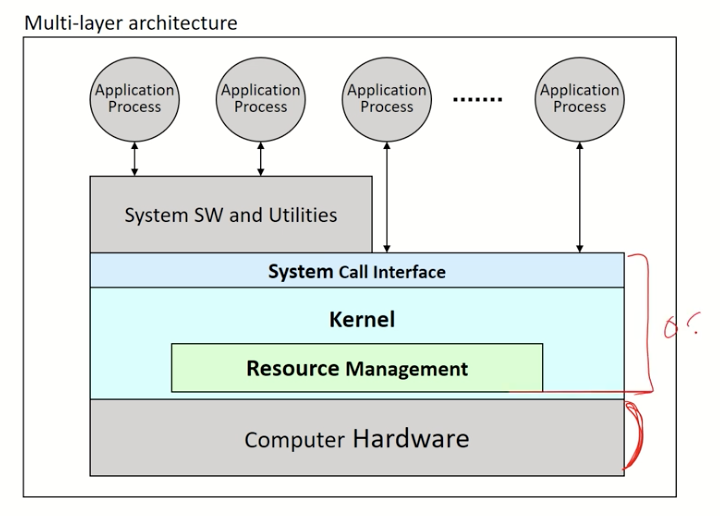 Multi-layer architecture
Application
Process
Application
Process
Application
Process
.......
Application
Process
System SW and Utilities
System Call Interface
Kernel
Resource Management
Computer Hardware